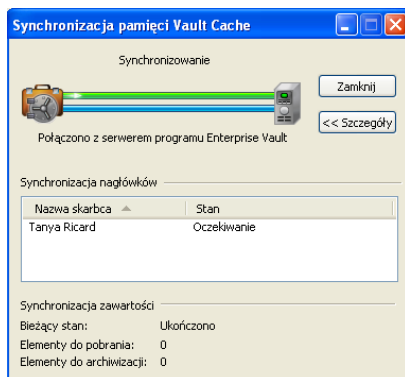 Synchronizacja pamięci Vault Cache
Synchronizowanie
Zamknij
Połączono z serwerem programu Enterprise Vault
<< Szczegóły
Synchronizacja nagłówków
Nazwa skarbca Stan
Tanya Ricard Oczekiwanie
Synchronizacja zawartości
Bieżący stan: Ukończono
Elementy do pobrania: 0
Elementy do archiwizacji: 0